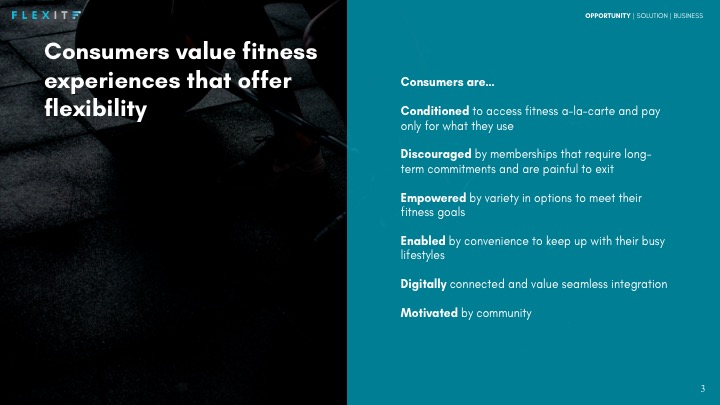 FLEXIT
OPPORTUNITY | SOLUTION | BUSINESS
Consumers value fitness
experiences that offer
flexibility
Consumers are...
Conditioned to access fitness a-la-carte and pay
only for what they use
Discouraged by memberships that require long-
term commitments and are painful to exit
Empowered by variety in options to meet their
fitness goals
Enabled by convenience to keep up with their busy
lifestyles
Digitally connected and value seamless integration
Motivated by community
3